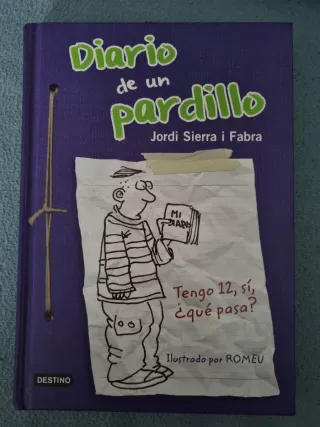 Diario
de un
pardillo
Jordi Sierra i Fabra
MI
DIARIO
Tengo 12, sí,
¿qué pasa?
Ilustrado por ROMEU
DESTINO